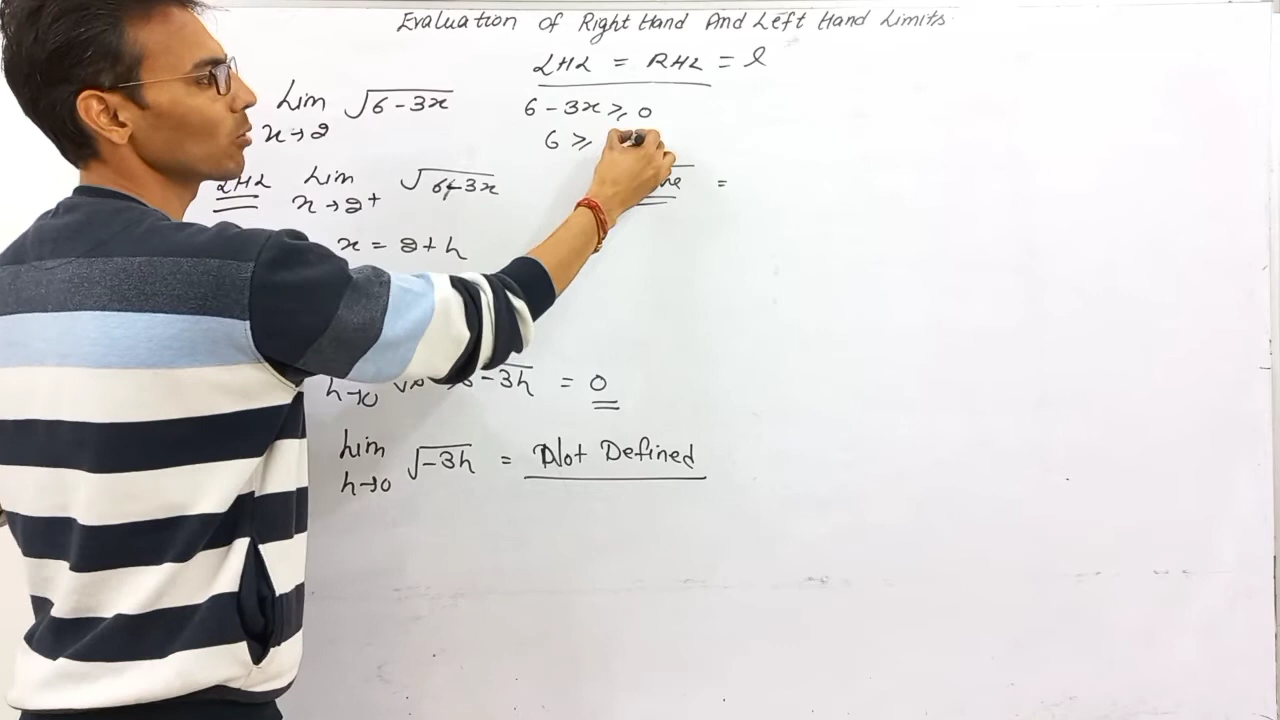 Evaluation of Right Hand And Left Hand Limits.
LHL = RHL = l
Lim x→2 √6-3x
6 - 3x ≥ 0
6 ≥
LHL Lim x→2+ √6-3x
=
x = 2+h
h→0 - 3h = 0
Lim h→0 √-3h = Not Defined